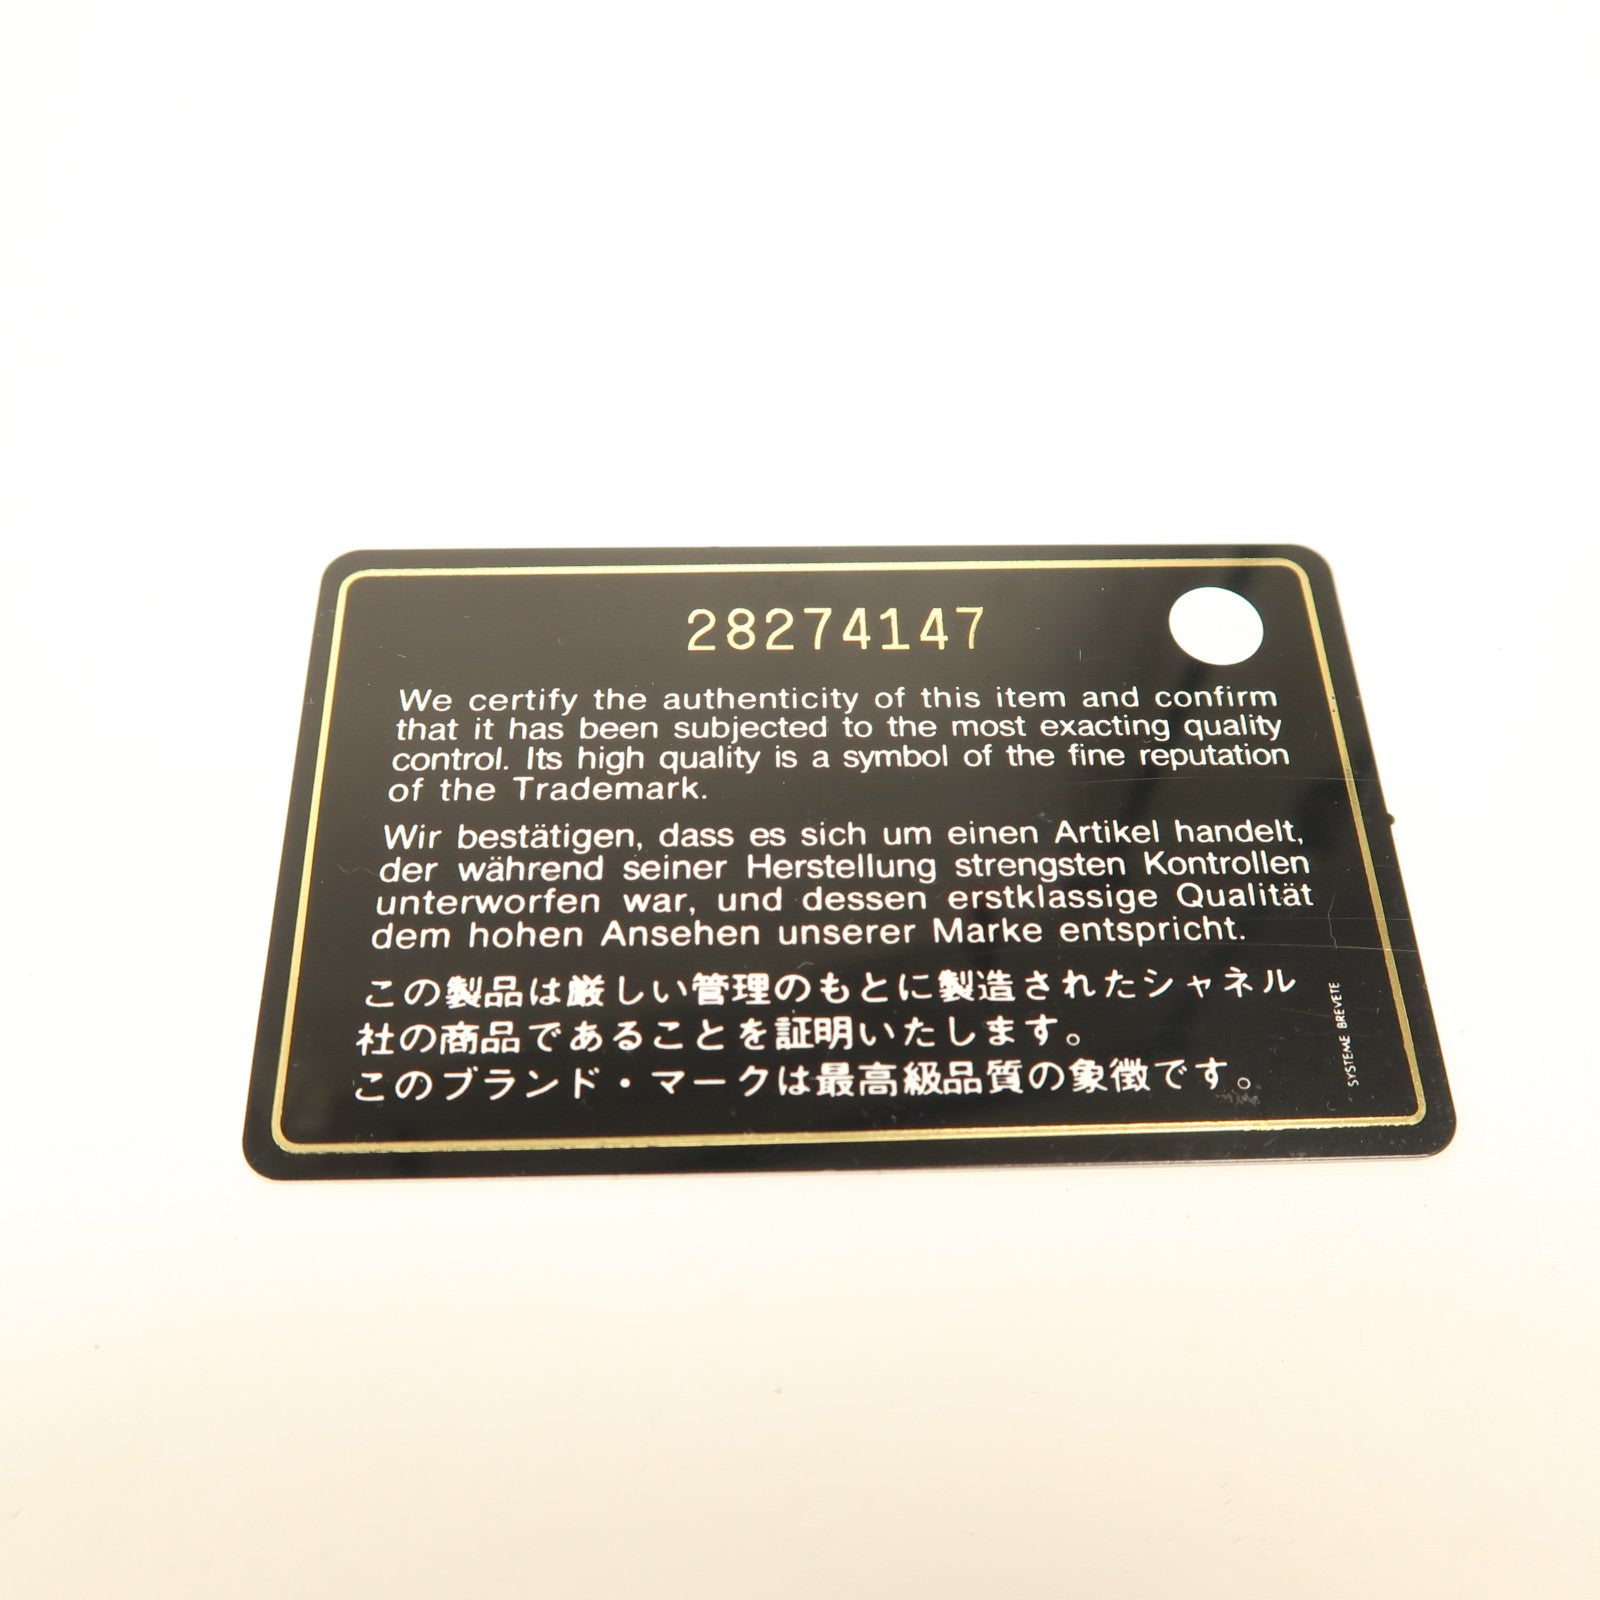 28274147
We certify the authenticity of this item and confirm
that it has been subjected to the most exacting quality
control. Its high quality is a symbol of the fine reputation
of the Trademark.
Wir bestätigen, dass es sich um einen Artikel handelt,
der während seiner Herstellung strengsten Kontrollen
unterworfen war, und dessen erstklassige Qualität
dem hohen Ansehen unserer Marke entspricht.
この製品は厳しい管理のもとに製造されたシャネル
社の商品であることを証明いたします。
このブランド・マークは最高級品質の象徴です。
SYSTEME BREVETE